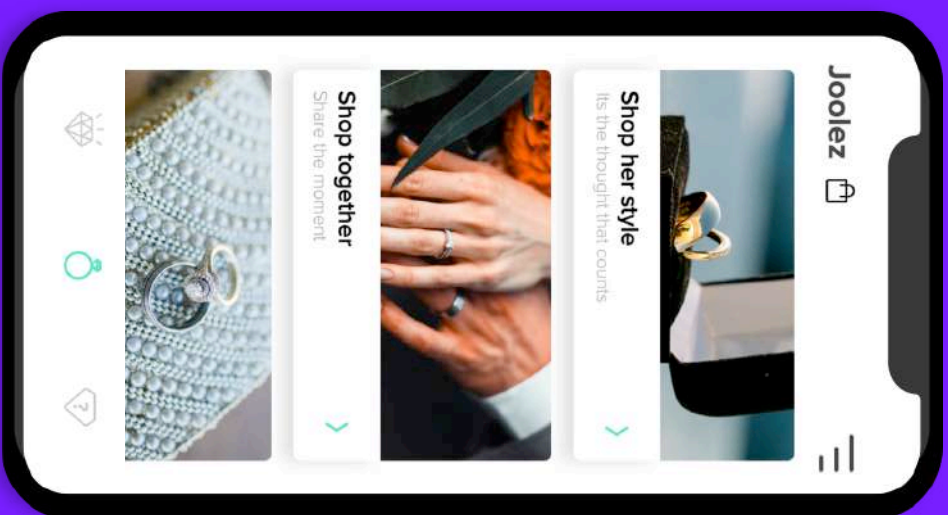 Joolez
Shop her style
Its the thought that counts
Shop together
Share the moment
?